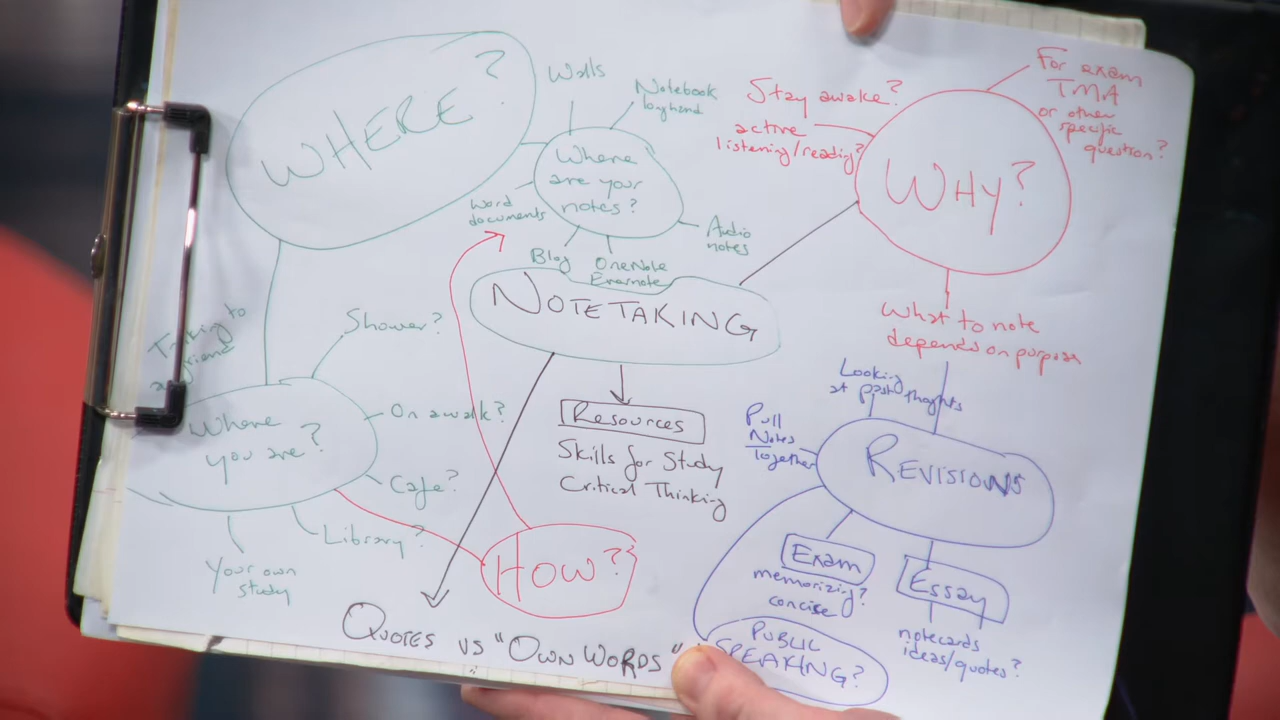 WHERE?
Walls
Notebook
longhand
Where
are your
notes?
Word
documents
Blog
OneNote
Evernote
Audio
notes
Stay awake?
active
listening/reading?
For exam
TMA
or other
specific
question?
WHY?
What to note
depends on purpose
NOTETAKING
Resources
Skills for Study
Critical Thinking
Talking to
a friend
Shower?
Where
you are?
On a walk?
Cafe?
Library?
Your own
study
HOW?
QUOTES VS "OWN WORDS"
Looking
at past thoughts
Pull
Notes
together
REVISIONS
Exam
memorizing?
concise
Essay
notecards
ideas/quotes?
PUBLIC
SPEAKING?